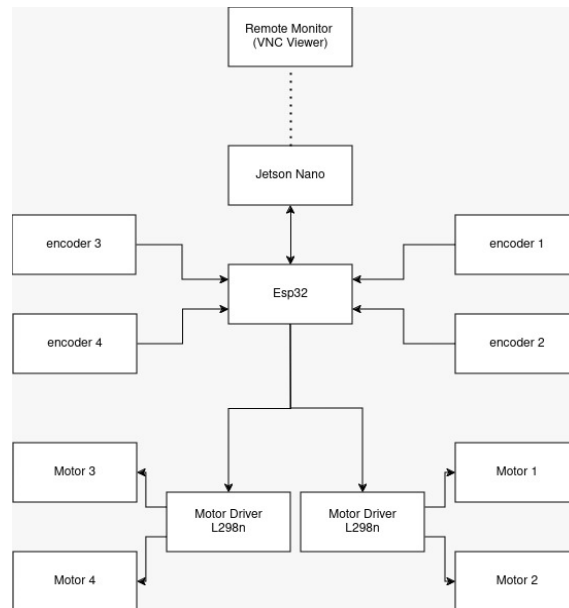 Remote Monitor
(VNC Viewer)
Jetson Nano
encoder 3
encoder 1
Esp32
encoder 4
encoder 2
Motor 3
Motor 1
Motor Driver
L298n
Motor Driver
L298n
Motor 4
Motor 2